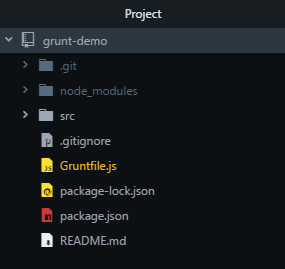 Project
grunt-demo
.git
node_modules
src
.gitignore
Gruntfile.js
package-lock.json
package.json
README.md